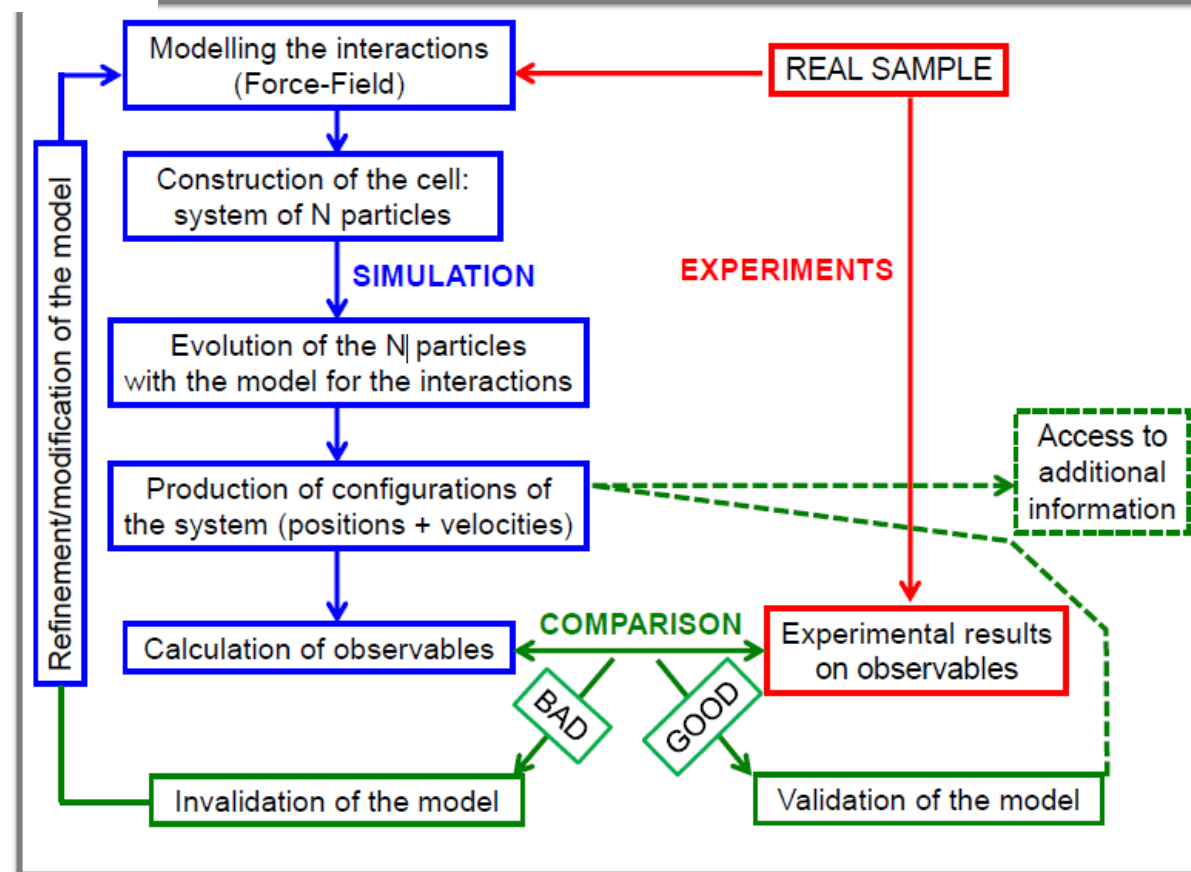 Modelling the interactions
(Force-Field)
REAL SAMPLE
Construction of the cell:
system of N particles
Refinement/modification of the model
SIMULATION
EXPERIMENTS
Evolution of the N particles
with the model for the interactions
Access to
additional
information
Production of configurations of
the system (positions + velocities)
COMPARISON
Calculation of observables
Experimental results
on observables
BAD
GOOD
Invalidation of the model
Validation of the model